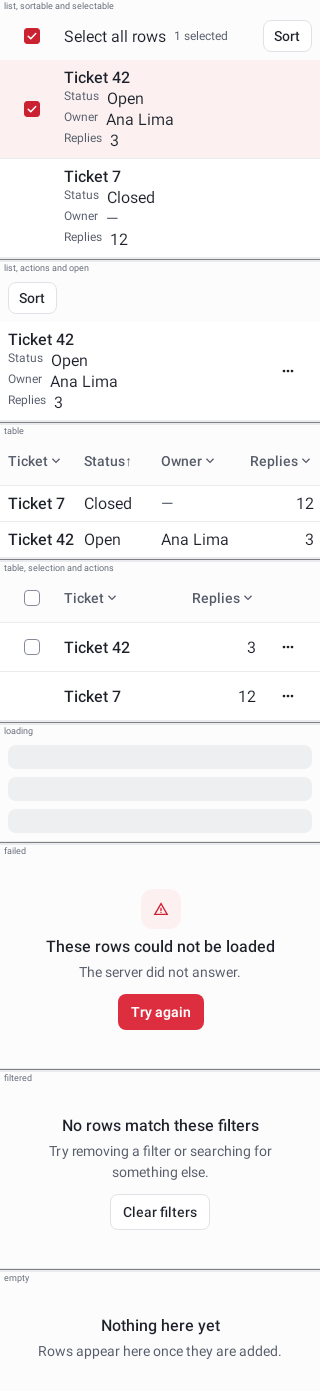 list, sortable and selectable
Select all rows 1 selected Sort
Ticket 42
Status Open
Owner Ana Lima
Replies 3
Ticket 7
Status Closed
Owner —
Replies 12
list, actions and open
Sort
Ticket 42
Status Open
Owner Ana Lima
Replies 3
table
Ticket Status↑ Owner Replies
Ticket 7 Closed — 12
Ticket 42 Open Ana Lima 3
table, selection and actions
Ticket Replies
Ticket 42 3
Ticket 7 12
loading
failed
These rows could not be loaded
The server did not answer.
Try again
filtered
No rows match these filters
Try removing a filter or searching for
something else.
Clear filters
empty
Nothing here yet
Rows appear here once they are added.